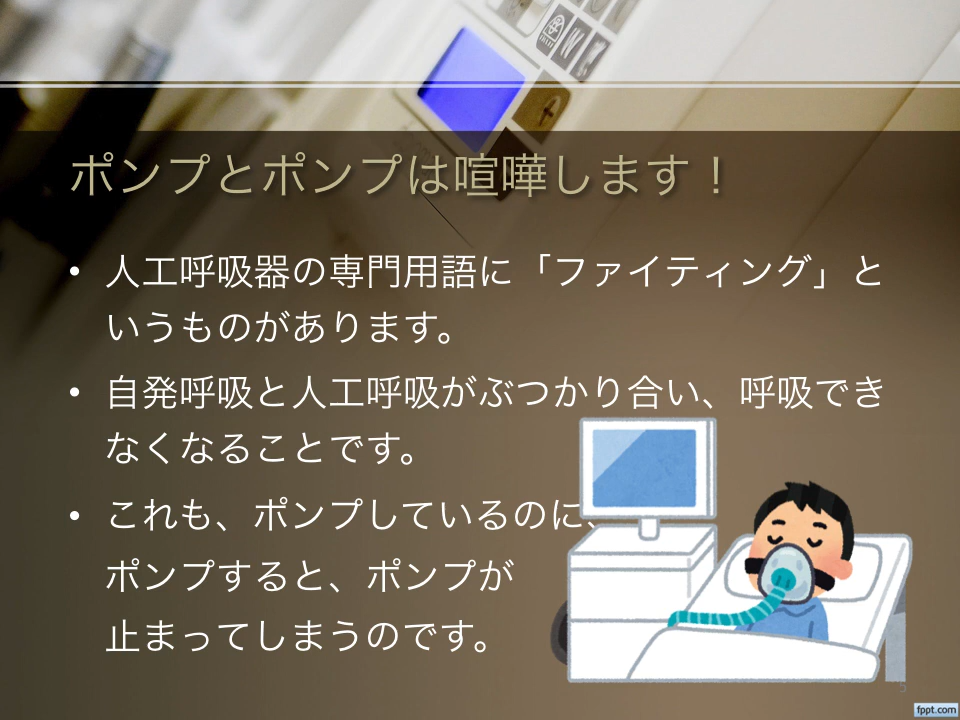 ポンプとポンプは喧嘩します！
• 人工呼吸器の専門用語に「ファイティング」と
いうものがあります。
• 自発呼吸と人工呼吸がぶつかり合い、呼吸でき
なくなることです。
• これも、ポンプしているのに、
ポンプすると、ポンプが
止まってしまうのです。
5
fppt.com